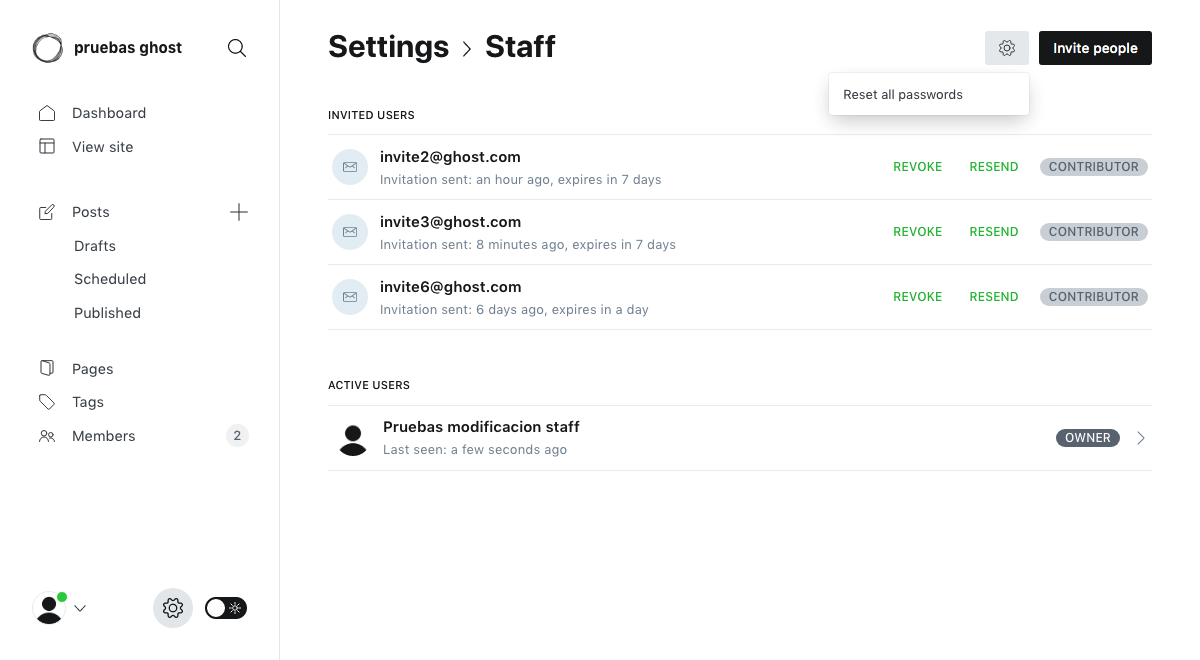 pruebas ghost
Dashboard
View site
Posts
Drafts
Scheduled
Published
Pages
Tags
Members
2
Settings > Staff
Invite people
Reset all passwords
INVITED USERS
invite2@ghost.com
Invitation sent: an hour ago, expires in 7 days
REVOKE RESEND CONTRIBUTOR
invite3@ghost.com
Invitation sent: 8 minutes ago, expires in 7 days
REVOKE RESEND CONTRIBUTOR
invite6@ghost.com
Invitation sent: 6 days ago, expires in a day
REVOKE RESEND CONTRIBUTOR
ACTIVE USERS
Pruebas modificacion staff
Last seen: a few seconds ago
OWNER